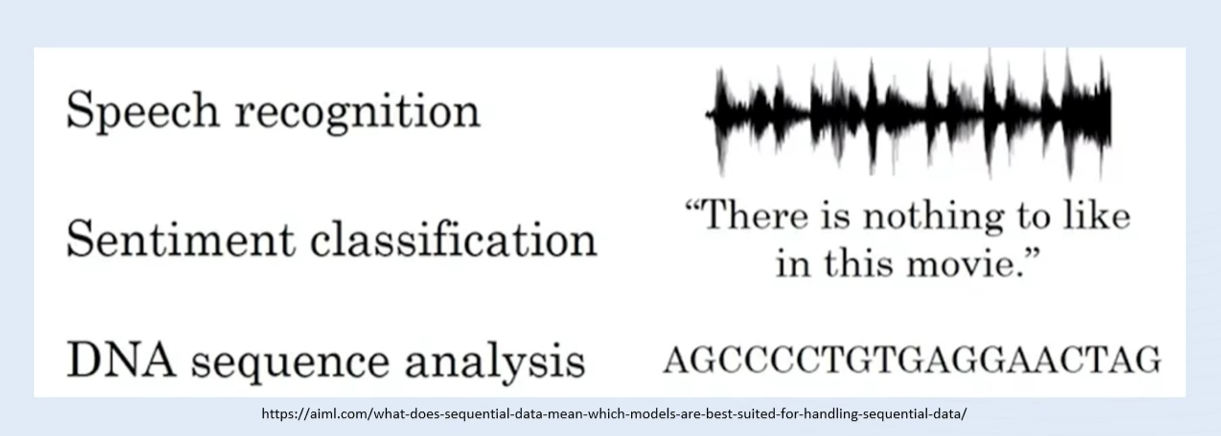 Speech recognition
Sentiment classification
“There is nothing to like
in this movie.”
DNA sequence analysis
AGCCCCTGTGAGGAACTAG
https://aiml.com/what-does-sequential-data-mean-which-models-are-best-suited-for-handling-sequential-data/